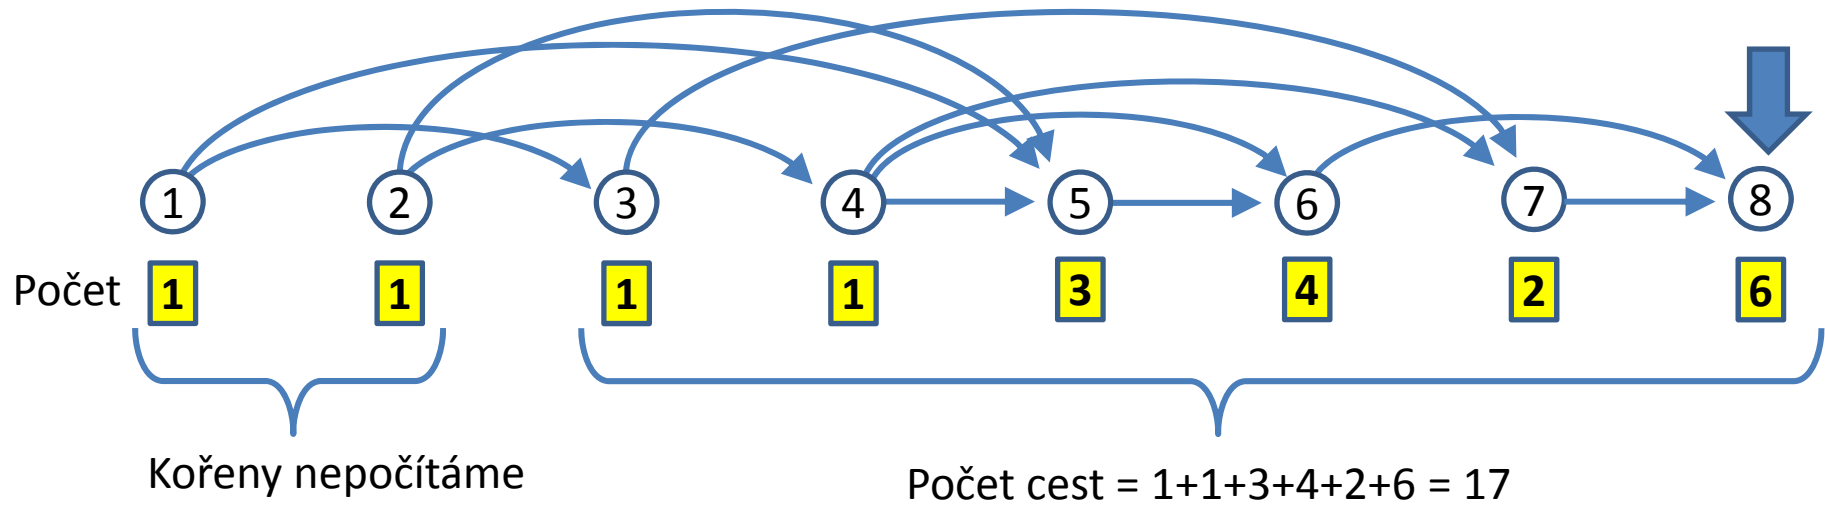 1 2 3 4 5 6 7 8
Počet 1 1 1 1 3 4 2 6
Kořeny nepočítáme
Počet cest = 1+1+3+4+2+6 = 17